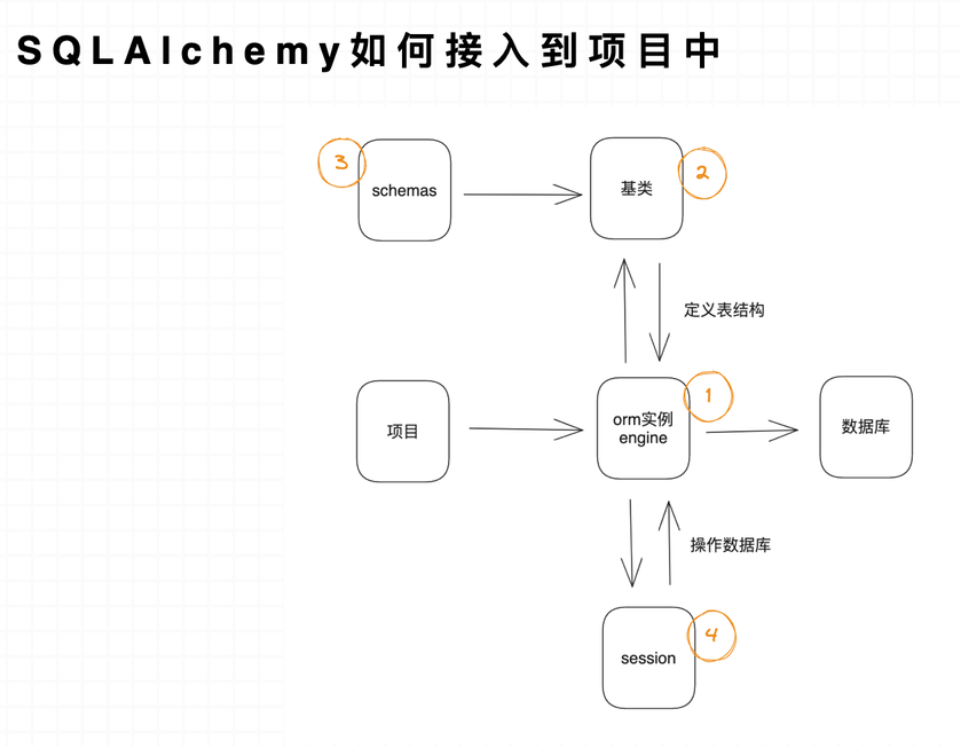 SQLAlchemy如何接入到项目中
3
schemas
基类
2
定义表结构
项目
orm实例
engine
1
数据库
操作数据库
session
4